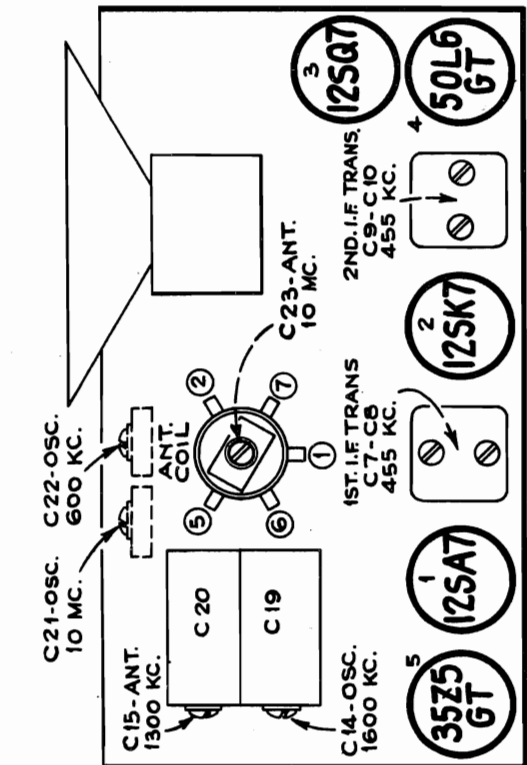 C21-OSC.
10 MC.
C22-OSC.
600 KC.
C15-ANT.
1300 KC.
C14-OSC.
1600 KC.
C20
C19
ANT.
COIL
5
2
6
1
7
C23-ANT.
10 MC.
1ST. I.F. TRANS
C7-C8
455 KC.
2ND. I.F. TRANS.
C9-C10
455 KC.
5
35Z5
GT
1
12SA7
2
12SK7
3
12SQ7
4
50L6
GT